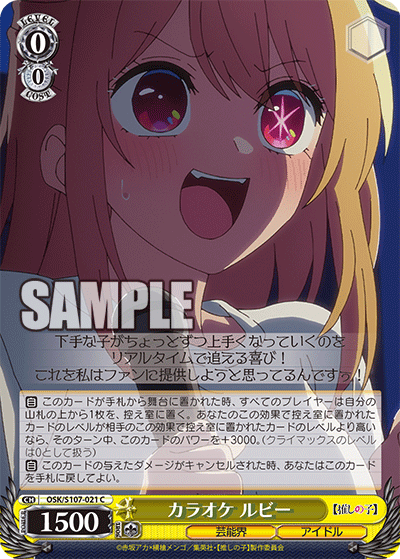 LEVEL
0
0
COST
SAMPLE
下手な子がちょっとずつ上手くなっていくのを
リアルタイムで追える喜び!
これを私はファンに提供しようと思ってるんですぅ!
自 このカードが手札から舞台に置かれた時、すべてのプレイヤーは自分の
山札の上から1枚を、控え室に置く。あなたのこの効果で控え室に置かれたカー
ドのレベルが相手のこの効果で控え室に置かれたカードのレベルより高いな
ら、そのターン中、このカードのパワーを+3000。(クライマックスのレベル
は0として扱う)
自 このカードの与えたダメージがキャンセルされた時、あなたはこのカード
を手札に戻してよい。
CH OSK/S107-021 C
カラオケ ルビー
1500
芸能界
アイドル
【推しの子】
©赤坂アカ×横槍メンゴ/集英社・【推しの子】製作委員会